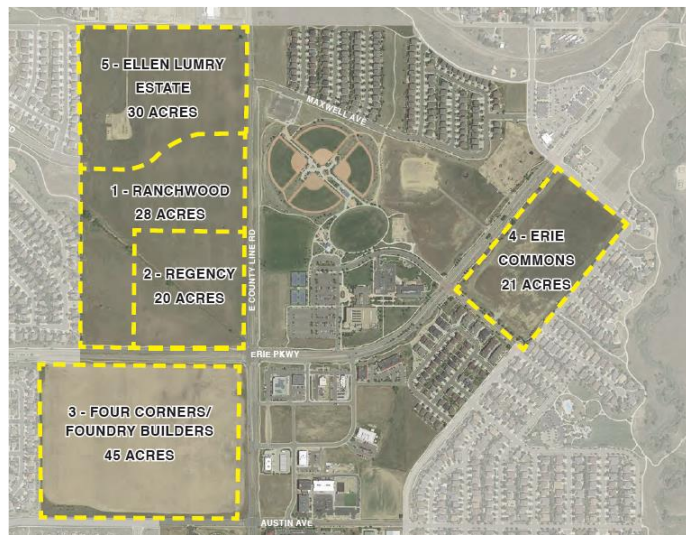 5 - ELLEN LUMRY
ESTATE
30 ACRES
MAXWELL AVE
1 - RANCHWOOD
28 ACRES
E COUNTY LINE RD
2 - REGENCY
20 ACRES
4 - ERIE
COMMONS
21 ACRES
ERIE PKWY
3 - FOUR CORNERS/
FOUNDRY BUILDERS
45 ACRES
AUSTIN AVE